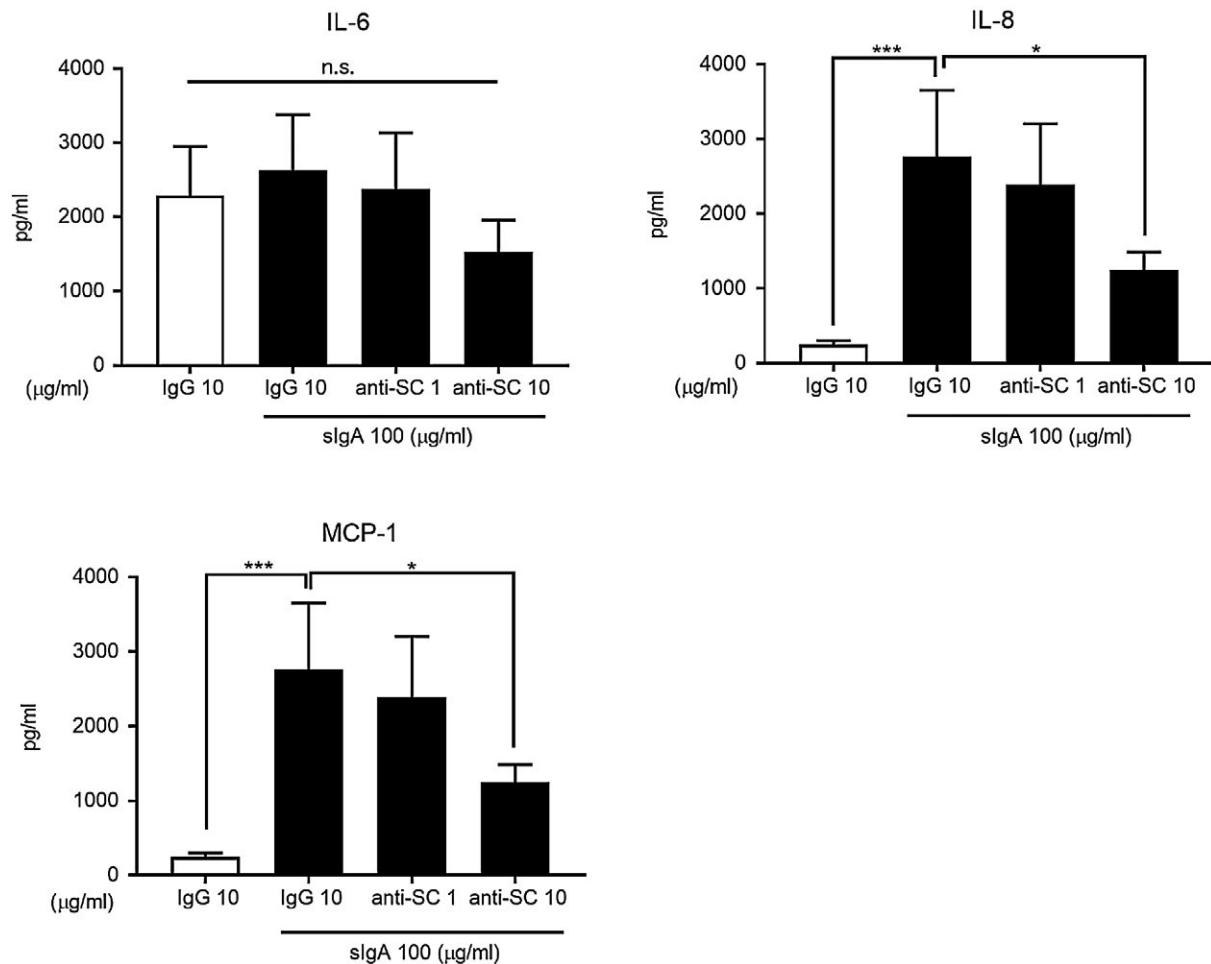 IL-6
4000
3000
2000
1000
0
pg/ml
n.s.
(μg/ml)
IgG 10
IgG 10
anti-SC 1
anti-SC 10
sIgA 100 (μg/ml)
IL-8
4000
3000
2000
1000
0
pg/ml
***
*
(μg/ml)
IgG 10
IgG 10
anti-SC 1
anti-SC 10
sIgA 100 (μg/ml)
MCP-1
4000
3000
2000
1000
0
pg/ml
***
*
(μg/ml)
IgG 10
IgG 10
anti-SC 1
anti-SC 10
sIgA 100 (μg/ml)